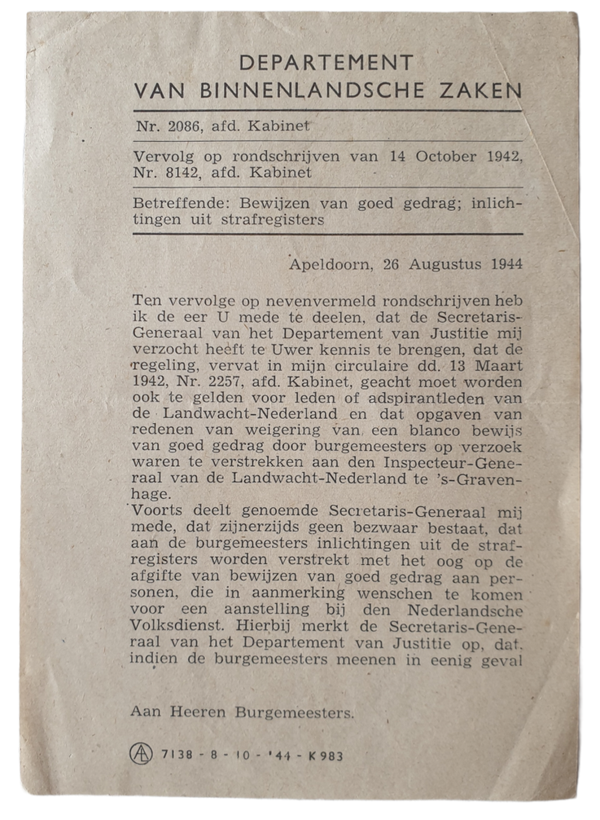 DEPARTEMENT
VAN BINNENLANDSCHE ZAKEN
Nr. 2086, afd. Kabinet
Vervolg op rondschrijven van 14 October 1942,
Nr. 8142, afd. Kabinet
Betreffende: Bewijzen van goed gedrag; inlich-
tingen uit strafregisters
Apeldoorn, 26 Augustus 1944
Ten vervolge op nevenvermeld rondschrijven heb
ik de eer U mede te deelen, dat de Secretaris-
Generaal van het Departement van Justitie mij
verzocht heeft te Uwer kennis te brengen, dat de
regeling, vervat in mijn circulaire dd. 13 Maart
1942, Nr. 2257, afd. Kabinet, geacht moet worden
ook te gelden voor leden of adspirantleden van
de Landwacht-Nederland en dat opgaven van
redenen van weigering van een blanco bewijs
van goed gedrag door burgemeesters op verzoek
waren te verstrekken aan den Inspecteur-Gene-
raal van de Landwacht-Nederland te 's-Graven-
hage.
Voorts deelt genoemde Secretaris-Generaal mij
mede, dat zijnerzijds geen bezwaar bestaat, dat
aan de burgemeesters inlichtingen uit de straf-
registers worden verstrekt met het oog op de
afgifte van bewijzen van goed gedrag aan per-
sonen, die in aanmerking wenschen te komen
voor een aanstelling bij den Nederlandsche
Volksdienst. Hierbij merkt de Secretaris-Gene-
raal van het Departement van Justitie op, dat,
indien de burgemeesters meenen in eenig geval
Aan Heeren Burgemeesters.
7138 - 8 - 10 - '44 - K 983